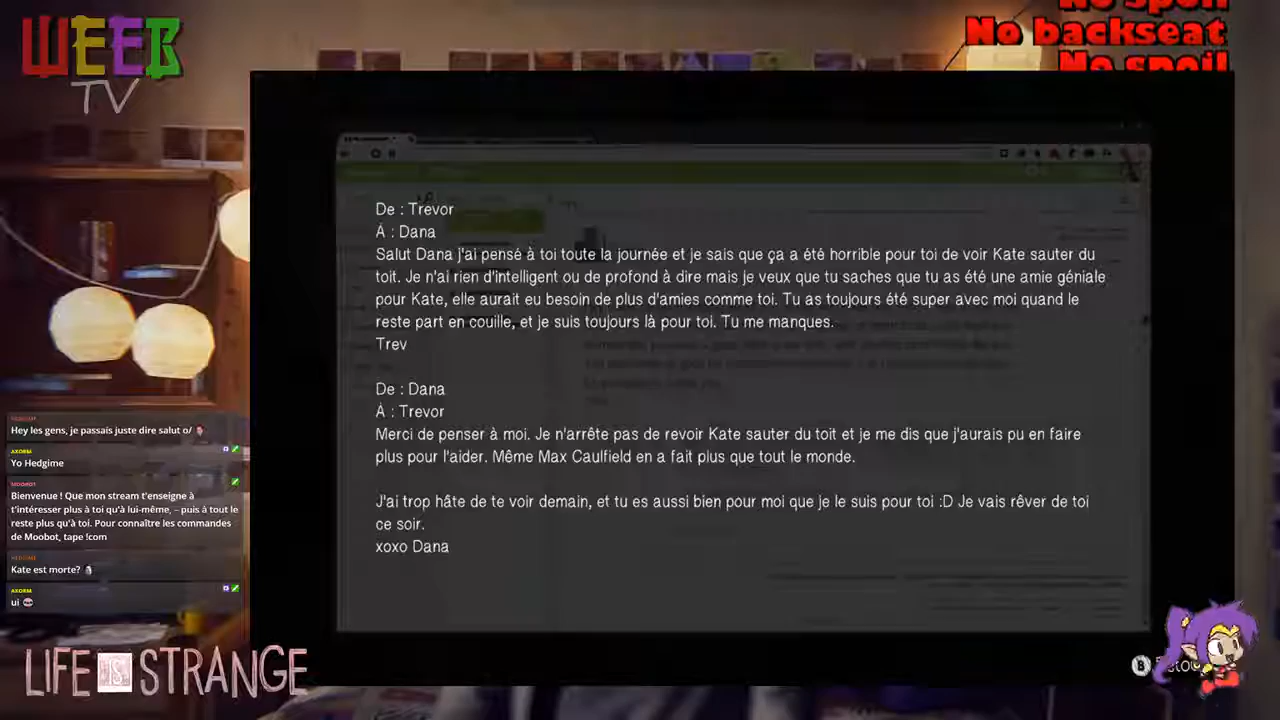 WEEB
TV
No spoil
No backseat
No spoil
De : Trevor
À : Dana
Salut Dana j'ai pensé à toi toute la journée et je sais que ça a été horrible pour toi de voir Kate sauter du
toit. Je n'ai rien d'intelligent ou de profond à dire mais je veux que tu saches que tu as été une amie géniale
pour Kate, elle aurait eu besoin de plus d'amies comme toi. Tu as toujours été super avec moi quand le
reste part en couille, et je suis toujours là pour toi. Tu me manques.
Trev
De : Dana
À : Trevor
Merci de penser à moi. Je n'arrête pas de revoir Kate sauter du toit et je me dis que j'aurais pu en faire
plus pour l'aider. Même Max Caulfield en a fait plus que tout le monde.
J'ai trop hâte de te voir demain, et tu es aussi bien pour moi que je le suis pour toi :D Je vais rêver de toi
ce soir.
xoxo Dana
Hey les gens, je passais juste dire salut o/
AXORM
Yo Hedgime
MOOBOT
Bienvenue ! Que mon stream t'enseigne à
t'intéresser plus à toi qu'à lui-même, – puis à tout le
reste plus qu'à toi. Pour connaître les commandes
de Moobot, tape !com
HEDGIME
Kate est morte?
AXORM
ui
LIFE IS STRANGE
B